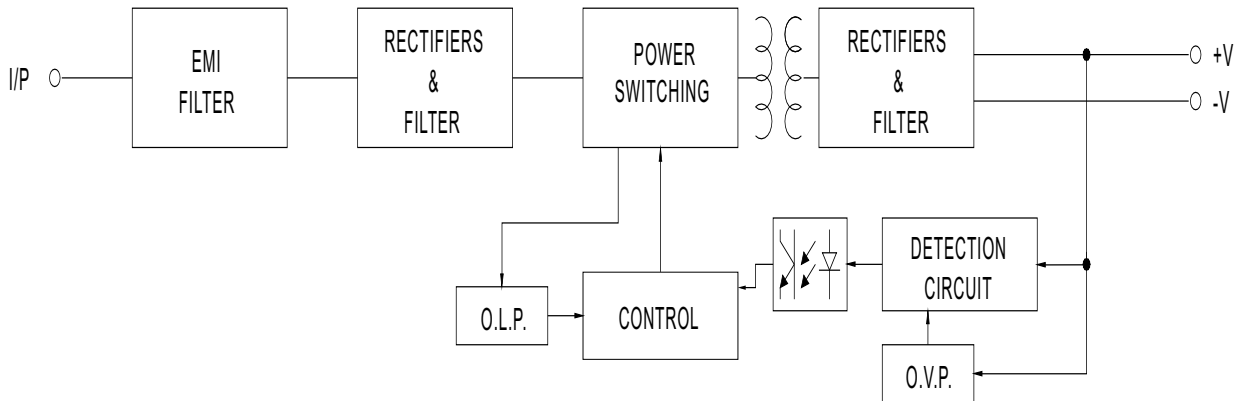 I/P
EMI
FILTER
RECTIFIERS
&
FILTER
POWER
SWITCHING
RECTIFIERS
&
FILTER
+V
-V
O.L.P.
CONTROL
DETECTION
CIRCUIT
O.V.P.